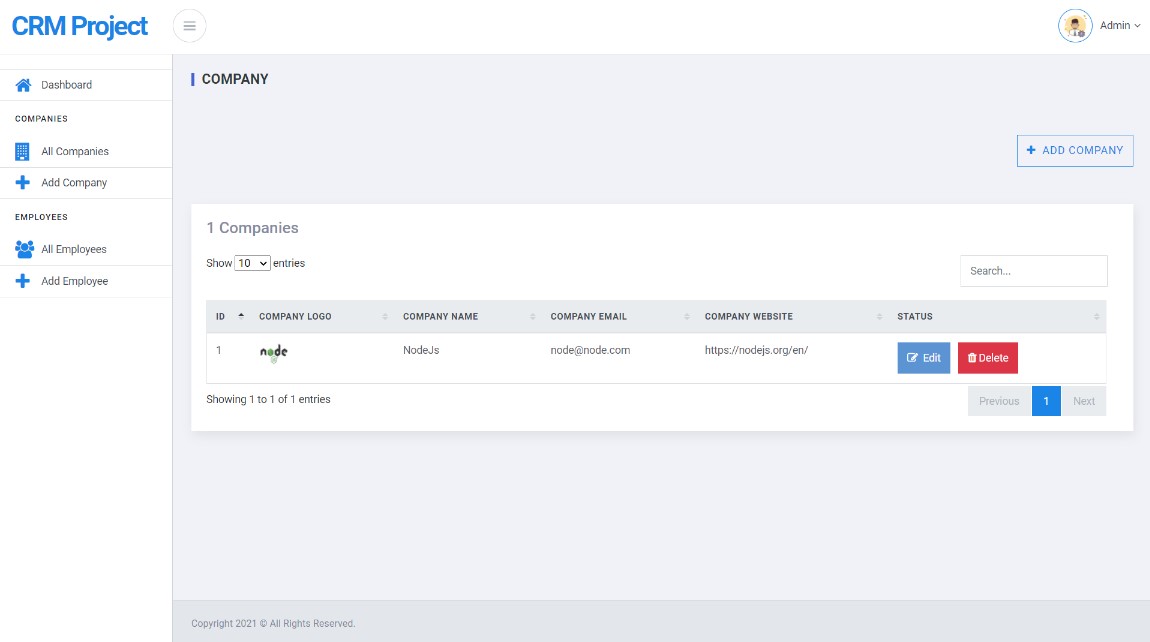 CRM Project
Admin
Dashboard
COMPANIES
All Companies
Add Company
EMPLOYEES
All Employees
Add Employee
COMPANY
ADD COMPANY
1 Companies
Show 10 entries
Search...
ID COMPANY LOGO COMPANY NAME COMPANY EMAIL COMPANY WEBSITE STATUS
1 node NodeJs node@node.com https://nodejs.org/en/ Edit Delete
Showing 1 to 1 of 1 entries
Previous 1 Next
Copyright 2021 © All Rights Reserved.